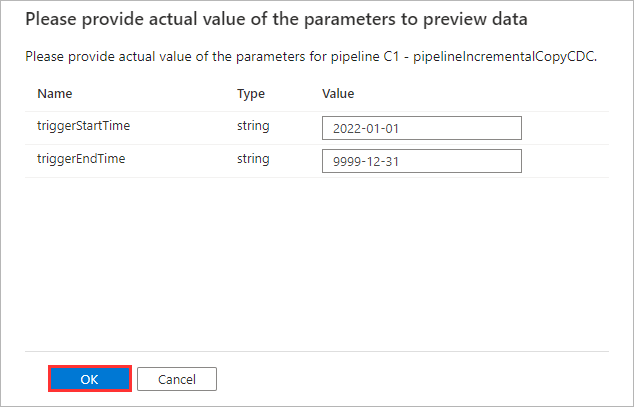 Please provide actual value of the parameters to preview data
Please provide actual value of the parameters for pipeline C1 - pipelineIncrementalCopyCDC.
Name Type Value
triggerStartTime string 2022-01-01
triggerEndTime string 9999-12-31
OK Cancel